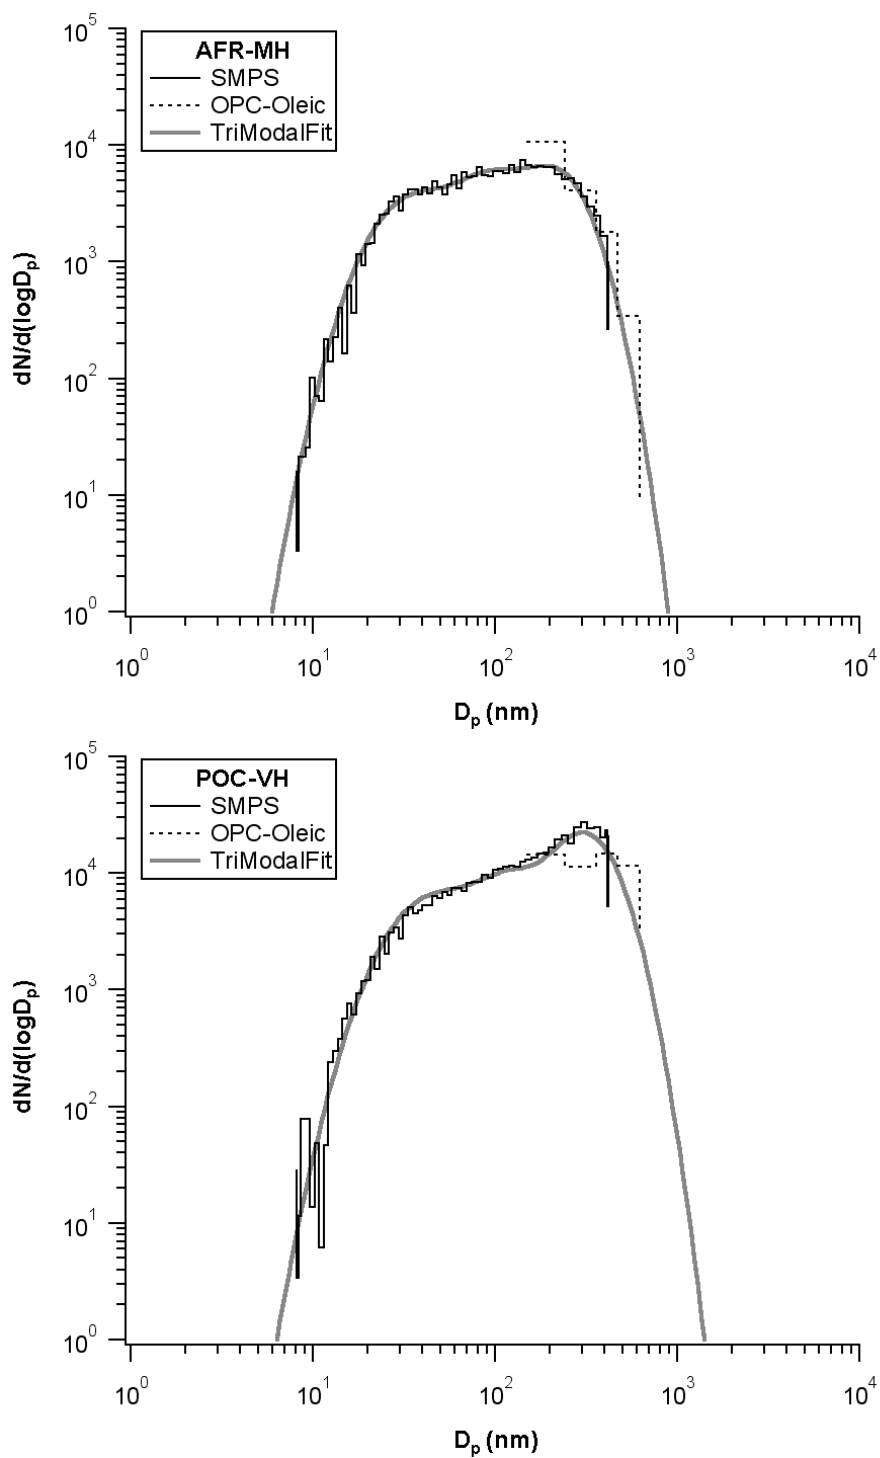 10^5
AFR-MH
SMPS
OPC-Oleic
TriModalFit
10^4
10^3
10^2
10^1
10^0
dN/d(logD_p)
10^0 10^1 10^2 10^3 10^4
D_p (nm)
10^5
POC-VH
SMPS
OPC-Oleic
TriModalFit
10^4
10^3
10^2
10^1
10^0
dN/d(logD_p)
10^0 10^1 10^2 10^3 10^4
D_p (nm)